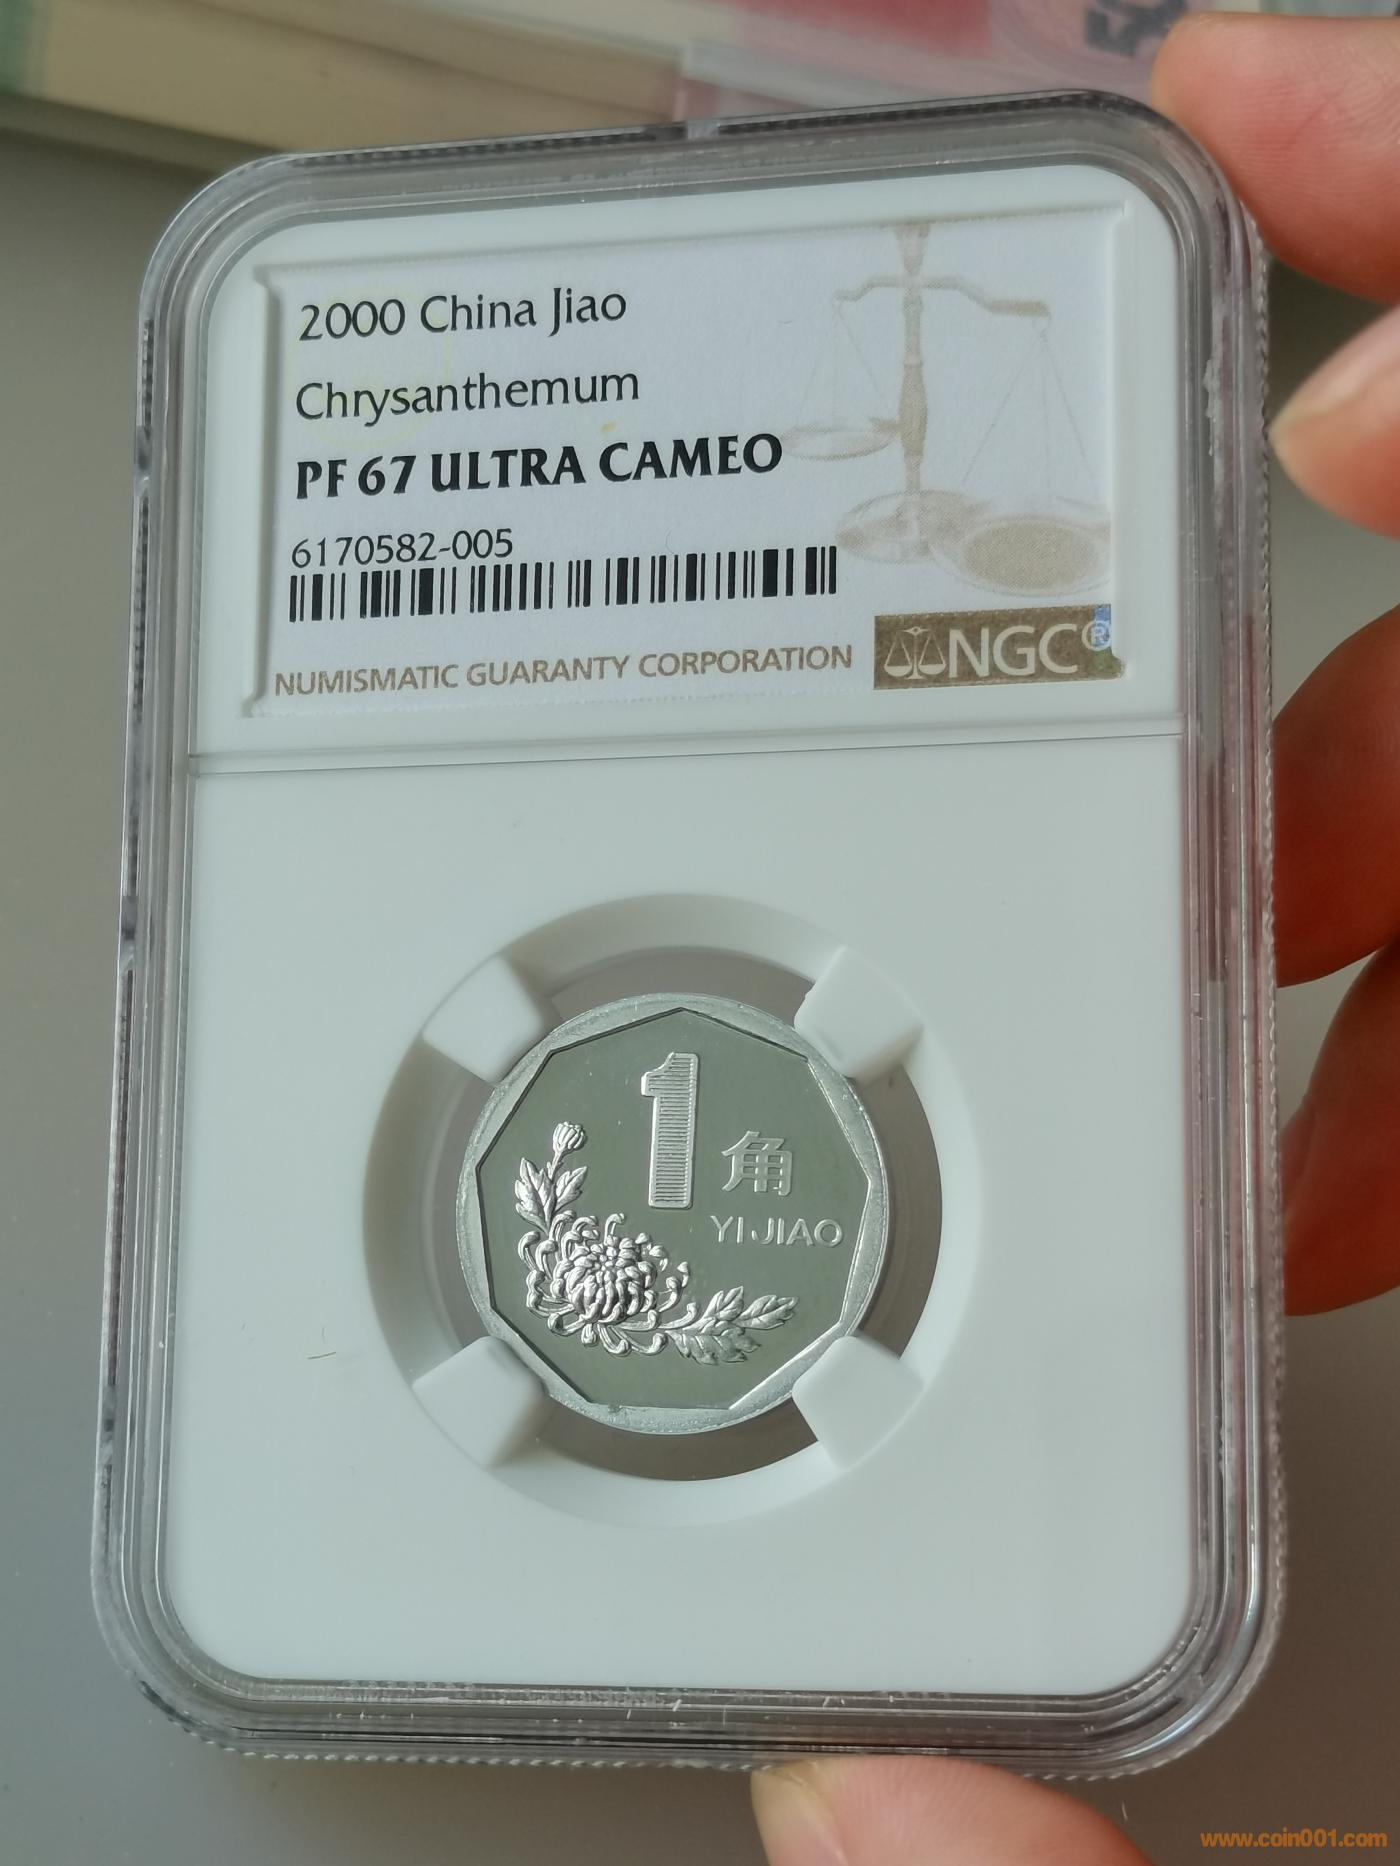 2000 China Jiao
Chrysanthemum
PF 67 ULTRA CAMEO
6170582-005
NUMISMATIC GUARANTY CORPORATION
NGC®
1
角
YI JIAO
www.coin001.com